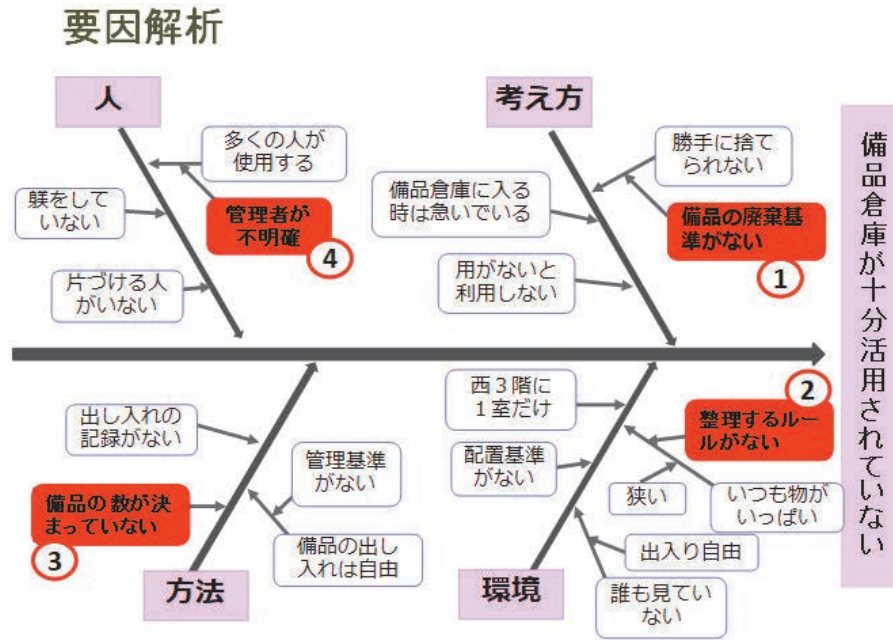 要因解析
人
多くの人が
使用する
躾をして
いない
管理者が
不明確
4
片づける人
がいない
考え方
勝手に捨て
られない
備品倉庫に入る
時は急いでいる
備品の廃棄基
準がない
1
用がないと
利用しない
備品倉庫が十分活用されていない
出し入れの
記録がない
管理基準
がない
備品の数が決
まっていない
3
備品の出し
入れは自由
方法
西3階に
1室だけ
2
整理するルー
ルがない
配置基準
がない
狭い
いつも物が
いっぱい
出入り自由
誰も見てい
ない
環境